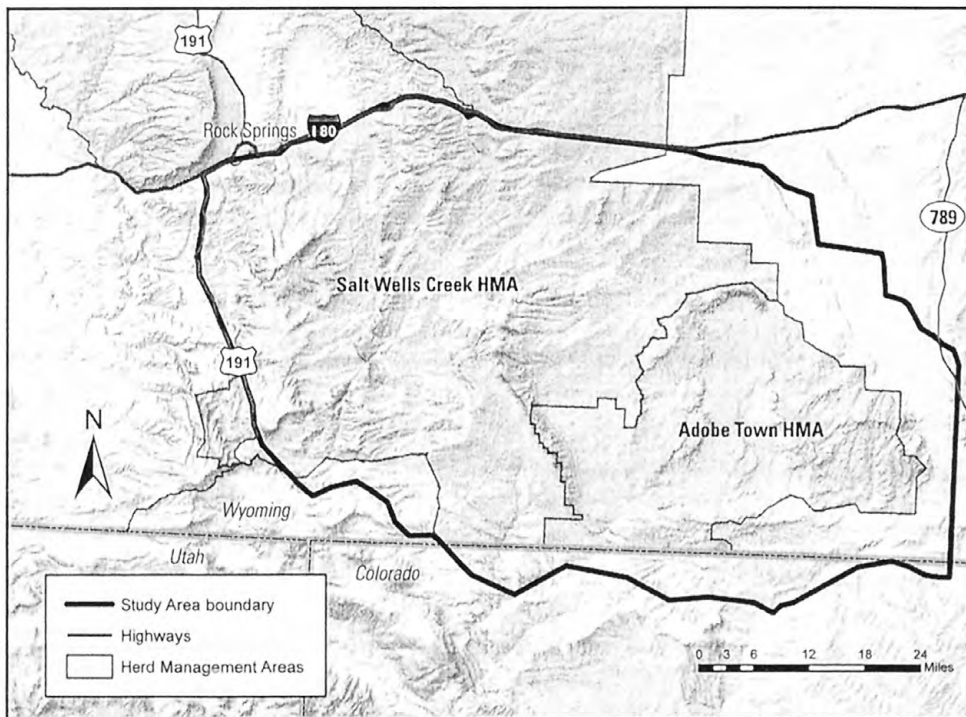 191
Rock Springs
I 80
789
Salt Wells Creek HMA
191
Adobe Town HMA
N
Wyoming
Utah
Colorado
Study Area boundary
Highways
Herd Management Areas
0 3 6 12 18 24
Miles